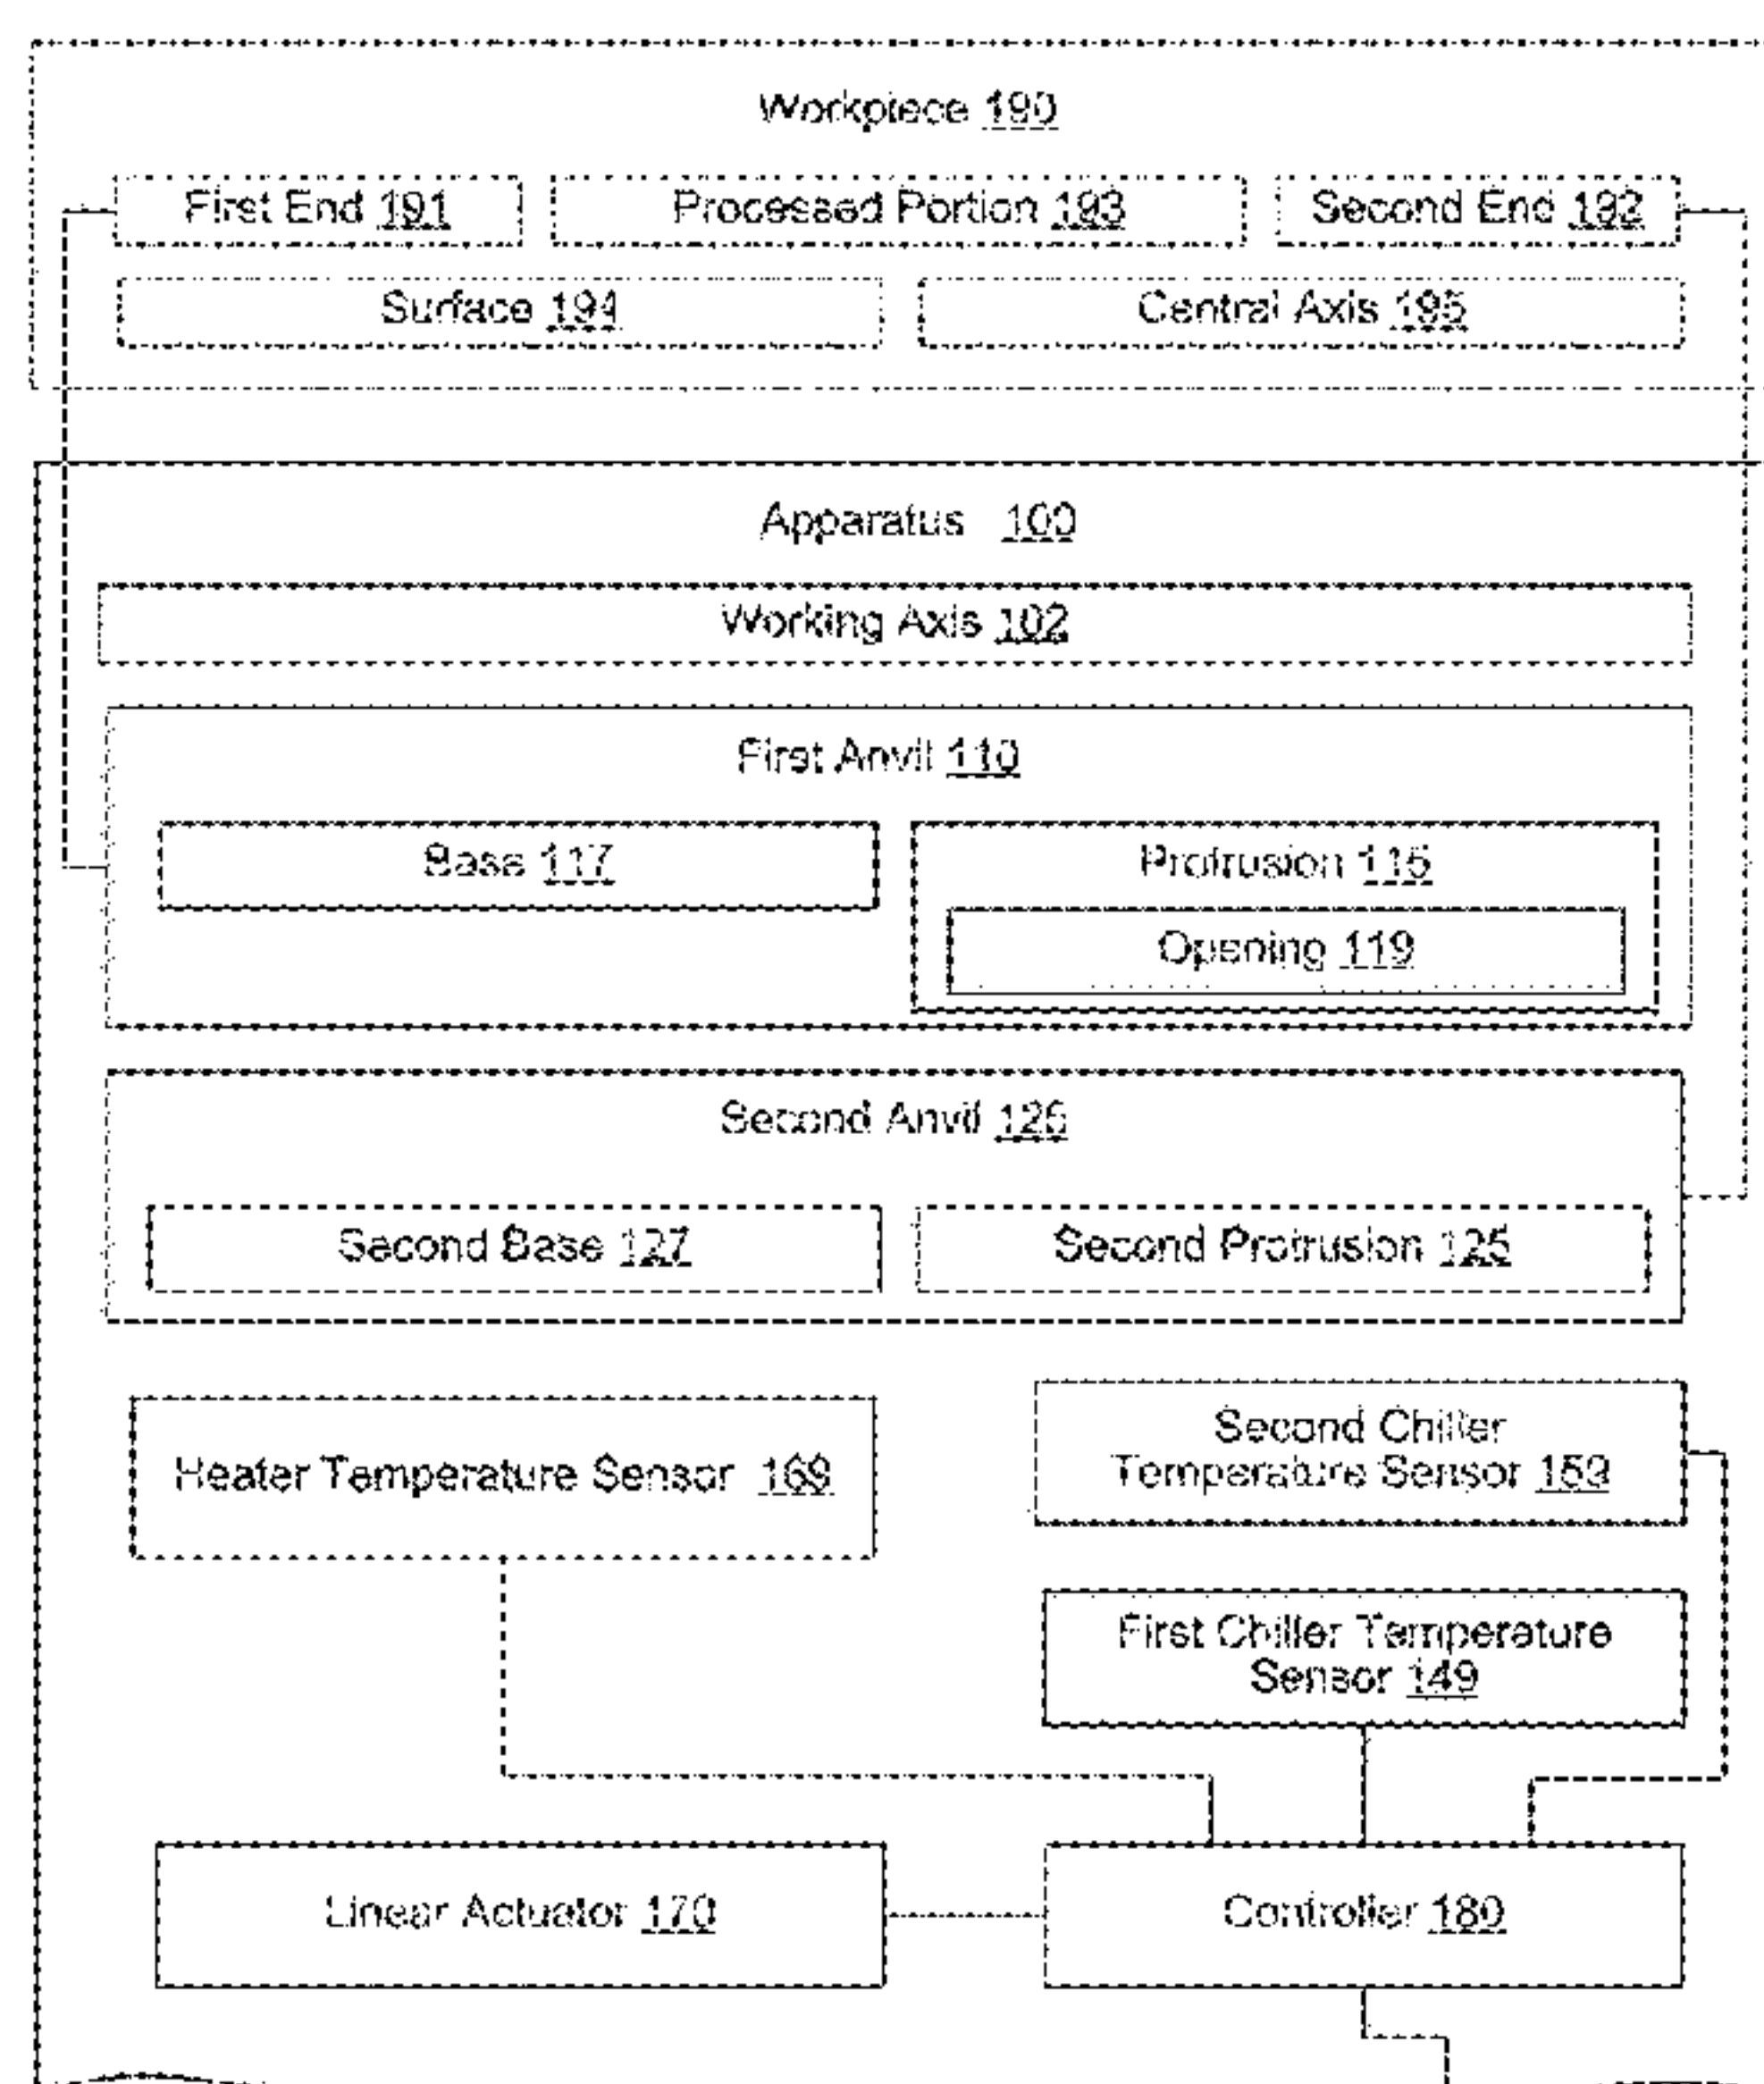 Workpiece 190
First End 191
Processed Portion 193
Second End 192
Surface 194
Central Axis 195
Apparatus 100
Working Axis 102
First Anvil 110
Base 117
Protrusion 115
Opening 119
Second Anvil
Second Base 127
Second Protrusion 125
Heater Temperature Sensor 169
Second Chiller
Temperature Sensor 159
First Chiller Temperature
Sensor 149
Linear Actuator 170
Controller 180